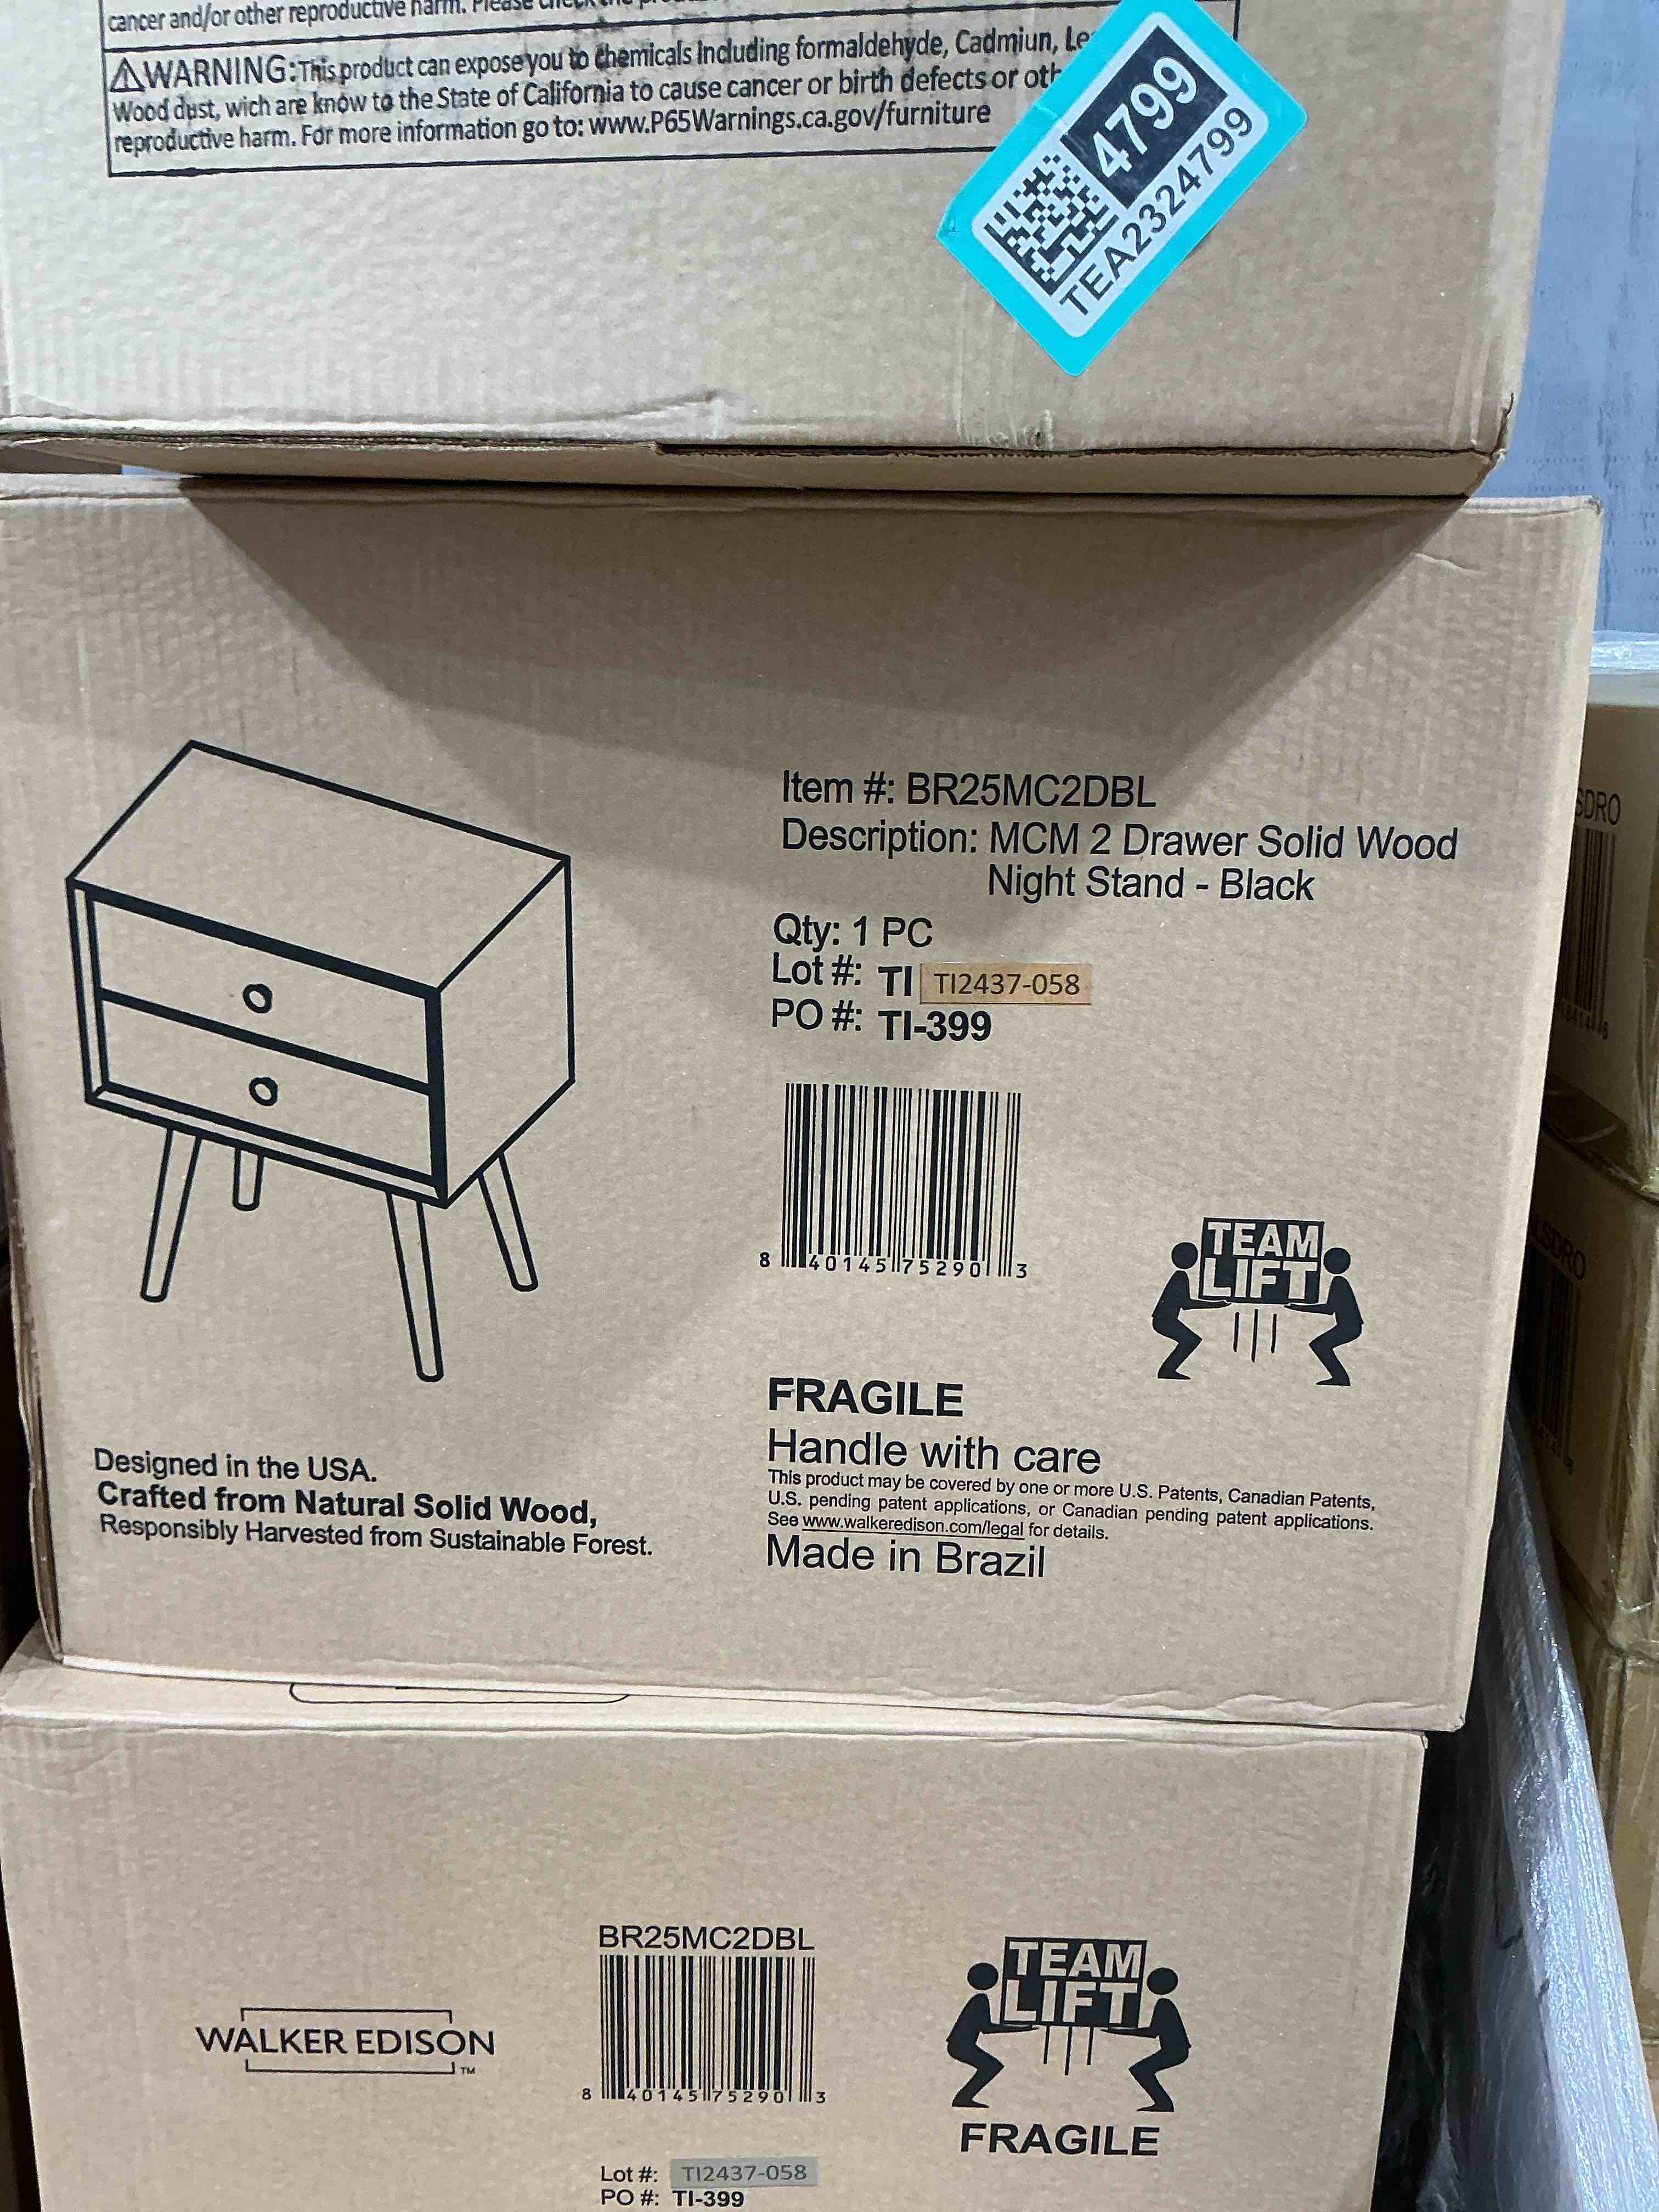 cancer and/or other reproductive harm. Please check the
WARNING: This product can expose you to chemicals including formaldehyde, Cadmiun,
Wood dust, wich are know to the State of California to cause cancer or birth defects or
reproductive harm. For more information go to: www.P65Warnings.ca.gov/furniture
4799
TEA2324799
Item #: BR25MC2DBL
Description: MCM 2 Drawer Solid Wood
Night Stand - Black
Qty: 1 PC
Lot #: TI TI2437-058
PO #: TI-399
8 40145 75290 3
TEAM
LIFT
FRAGILE
Handle with care
This product may be covered by one or more U.S. Patents, Canadian Patents,
U.S. pending patent applications, or Canadian pending patent applications.
See www.walkeredison.com/legal for details.
Made in Brazil
Designed in the USA.
Crafted from Natural Solid Wood,
Responsibly Harvested from Sustainable Forest.
SDRO
LSDRO
BR25MC2DBL
8 40145 75290 3
WALKER EDISON TM
TEAM
LIFT
FRAGILE
Lot #: TI2437-058
PO #: TI-399